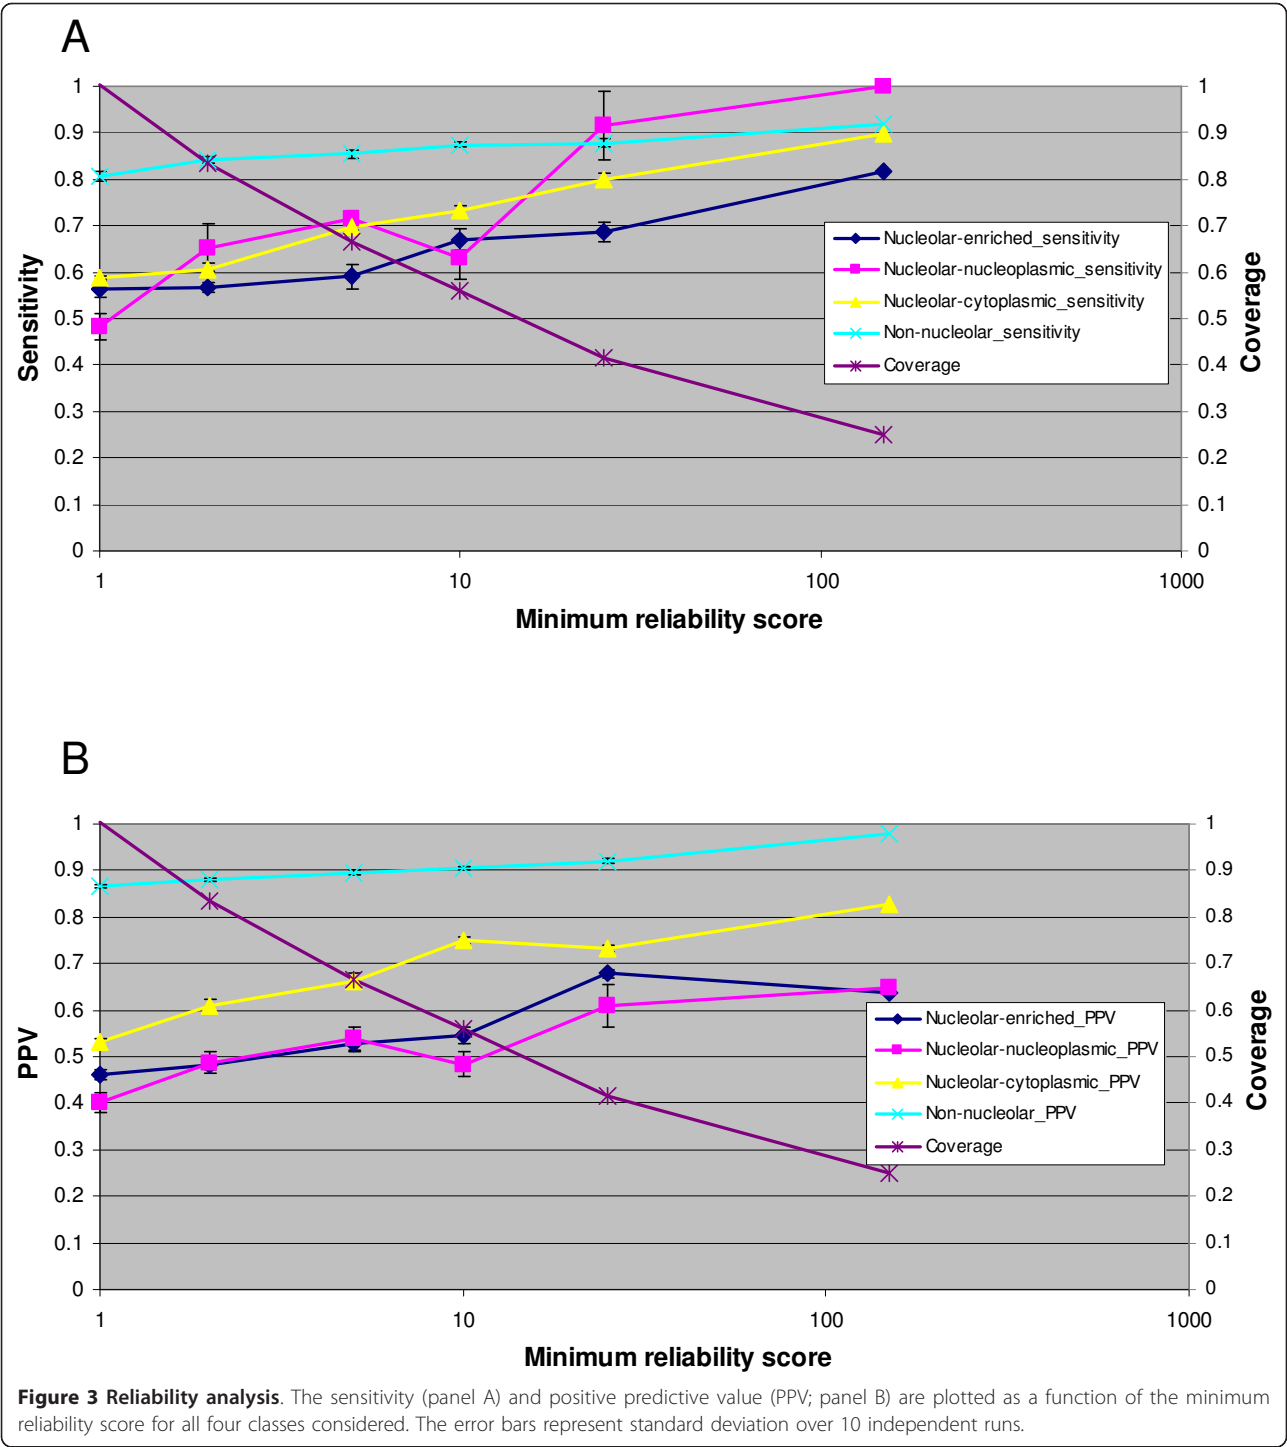 A
1
0.9
0.8
0.7
0.6
0.5
0.4
0.3
0.2
0.1
0
Sensitivity
1
0.9
0.8
0.7
0.6
0.5
0.4
0.3
0.2
0.1
0
Coverage
Nucleolar-enriched_sensitivity
Nucleolar-nucleoplasmic_sensitivity
Nucleolar-cytoplasmic_sensitivity
Non-nucleolar_sensitivity
Coverage
1 10 100 1000
Minimum reliability score
B
1
0.9
0.8
0.7
0.6
0.5
0.4
0.3
0.2
0.1
0
PPV
1
0.9
0.8
0.7
0.6
0.5
0.4
0.3
0.2
0.1
0
Coverage
Nucleolar-enriched_PPV
Nucleolar-nucleoplasmic_PPV
Nucleolar-cytoplasmic_PPV
Non-nucleolar_PPV
Coverage
1 10 100 1000
Minimum reliability score
Figure 3 Reliability analysis. The sensitivity (panel A) and positive predictive value (PPV; panel B) are plotted as a function of the minimum
reliability score for all four classes considered. The error bars represent standard deviation over 10 independent runs.